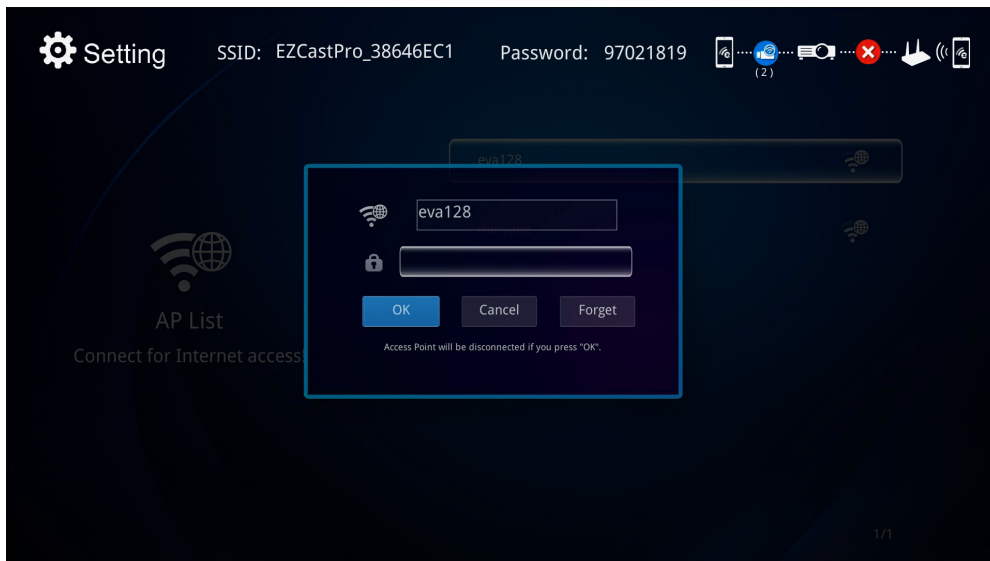 Setting SSID: EZCastPro_38646EC1 Password: 97021819
(2)
eva128
eva128
OK Cancel Forget
Access Point will be disconnected if you press "OK".
AP List
Connect for Internet access!
1/1